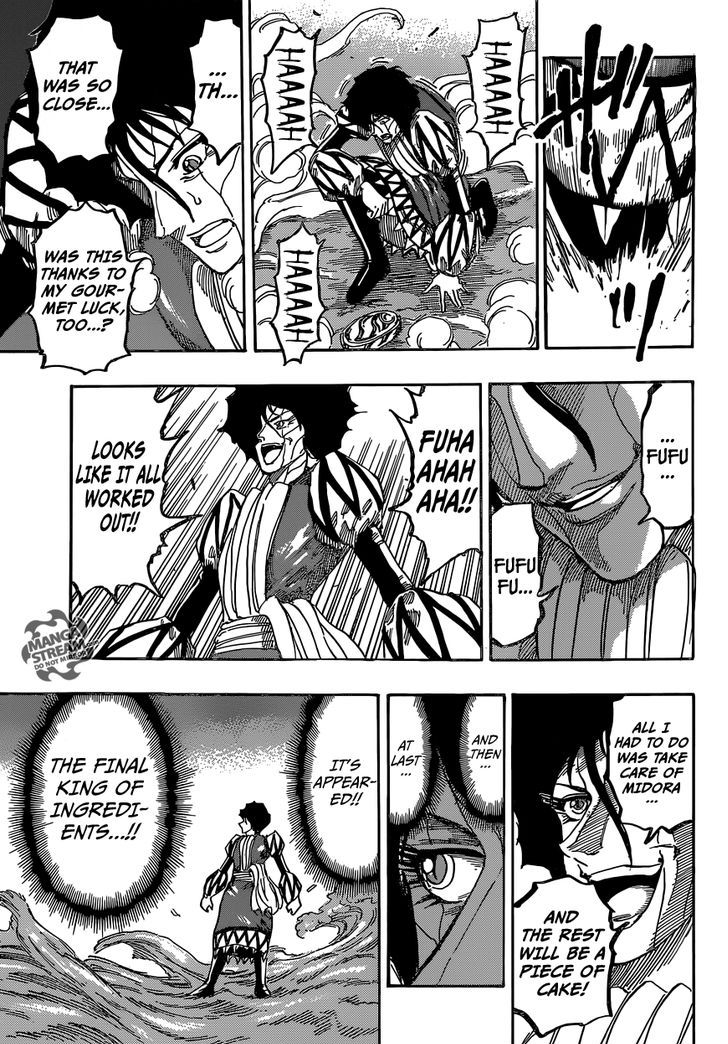 ガガッ
HAAAAH
HAAAAH
HAAAAH
...
TH...
THAT
WAS SO
CLOSE...
WAS THIS
THANKS TO
MY GOUR-
MET LUCK,
TOO...?
...
FUFU
...
FUFU
FU...
FUHA
AHAH
AHA!!
LOOKS
LIKE IT ALL
WORKED
OUT!!
MANGA
STREAM
DO NOT MIRROR
ALL I
HAD TO DO
WAS TAKE
CARE OF
MIDORA
...
AND
THE REST
WILL BE A
PIECE OF
CAKE!
AND
THEN...
AT
LAST...
IT'S
APPEAR-
ED!!
THE FINAL
KING OF
INGREDI-
ENTS...!!